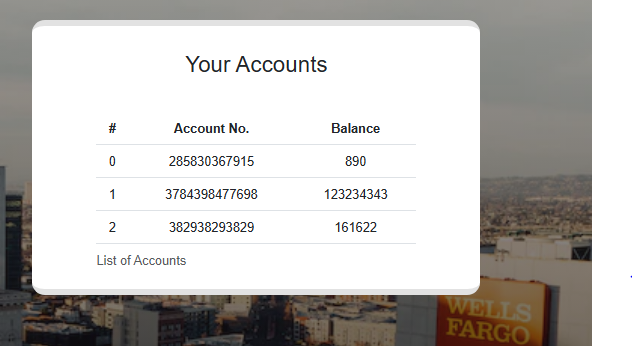 Your Accounts
# Account No. Balance
0 285830367915 890
1 3784398477698 123234343
2 382938293829 161622
List of Accounts
WELLS
FARGO